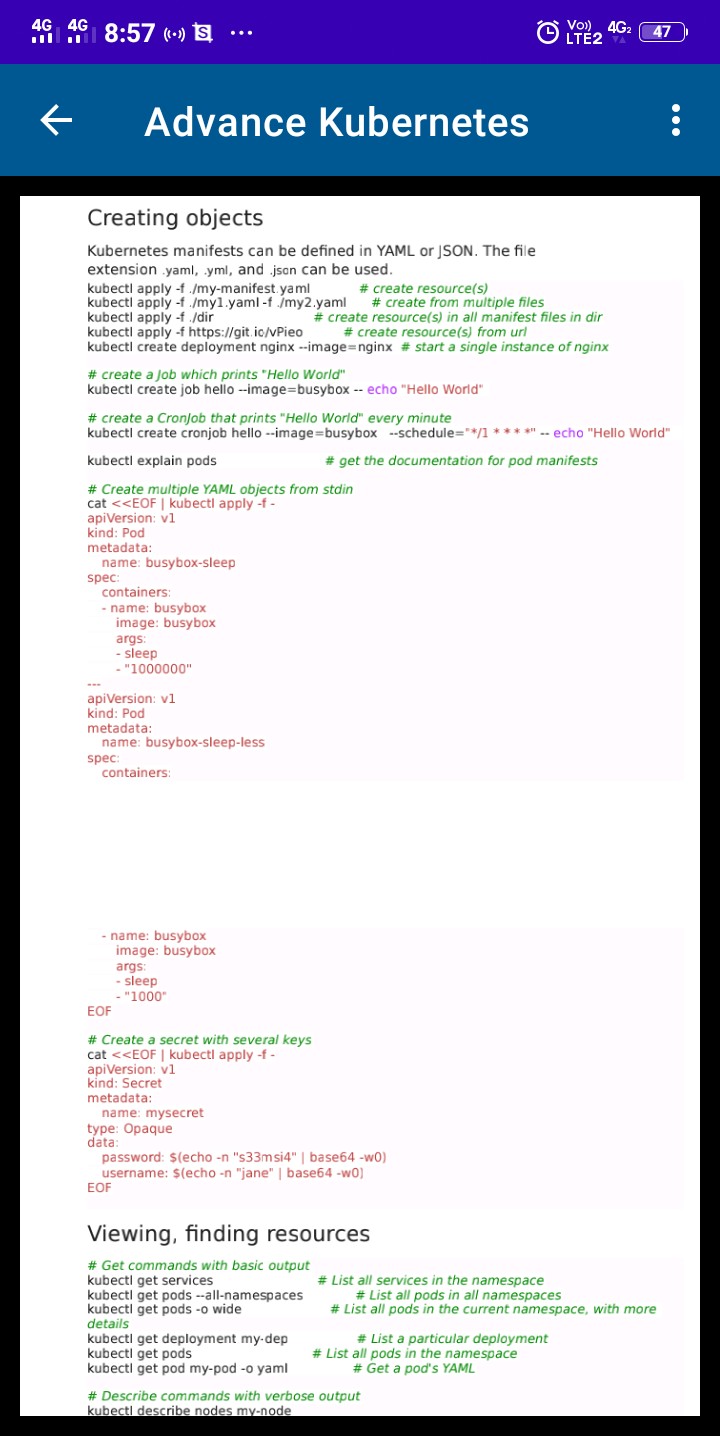 4G 4G 8:57 S ... Vo)) LTE2 4G2 47
Advance Kubernetes
Creating objects
Kubernetes manifests can be defined in YAML or JSON. The file
extension .yaml, .yml, and .json can be used.
kubectl apply -f ./my-manifest.yaml # create resource(s)
kubectl apply -f ./my1.yaml -f ./my2.yaml # create from multiple files
kubectl apply -f ./dir # create resource(s) in all manifest files in dir
kubectl apply -f https://git.io/vPieo # create resource(s) from url
kubectl create deployment nginx --image=nginx # start a single instance of nginx
# create a Job which prints "Hello World"
kubectl create job hello --image=busybox -- echo "Hello World"
# create a CronJob that prints "Hello World" every minute
kubectl create cronjob hello --image=busybox --schedule="*/1 * * * *" -- echo "Hello World"
kubectl explain pods # get the documentation for pod manifests
# Create multiple YAML objects from stdin
cat <<EOF | kubectl apply -f -
apiVersion: v1
kind: Pod
metadata:
  name: busybox-sleep
spec:
  containers:
  - name: busybox
    image: busybox
    args:
    - sleep
    - "1000000"
---
apiVersion: v1
kind: Pod
metadata:
  name: busybox-sleep-less
spec:
  containers:
  - name: busybox
    image: busybox
    args:
    - sleep
    - "1000"
EOF
# Create a secret with several keys
cat <<EOF | kubectl apply -f -
apiVersion: v1
kind: Secret
metadata:
  name: mysecret
type: Opaque
data:
  password: $(echo -n "s33msi4" | base64 -w0)
  username: $(echo -n "jane" | base64 -w0)
EOF
Viewing, finding resources
# Get commands with basic output
kubectl get services # List all services in the namespace
kubectl get pods --all-namespaces # List all pods in all namespaces
kubectl get pods -o wide # List all pods in the current namespace, with more
details
kubectl get deployment my-dep # List a particular deployment
kubectl get pods # List all pods in the namespace
kubectl get pod my-pod -o yaml # Get a pod's YAML
# Describe commands with verbose output
kubectl describe nodes my-node